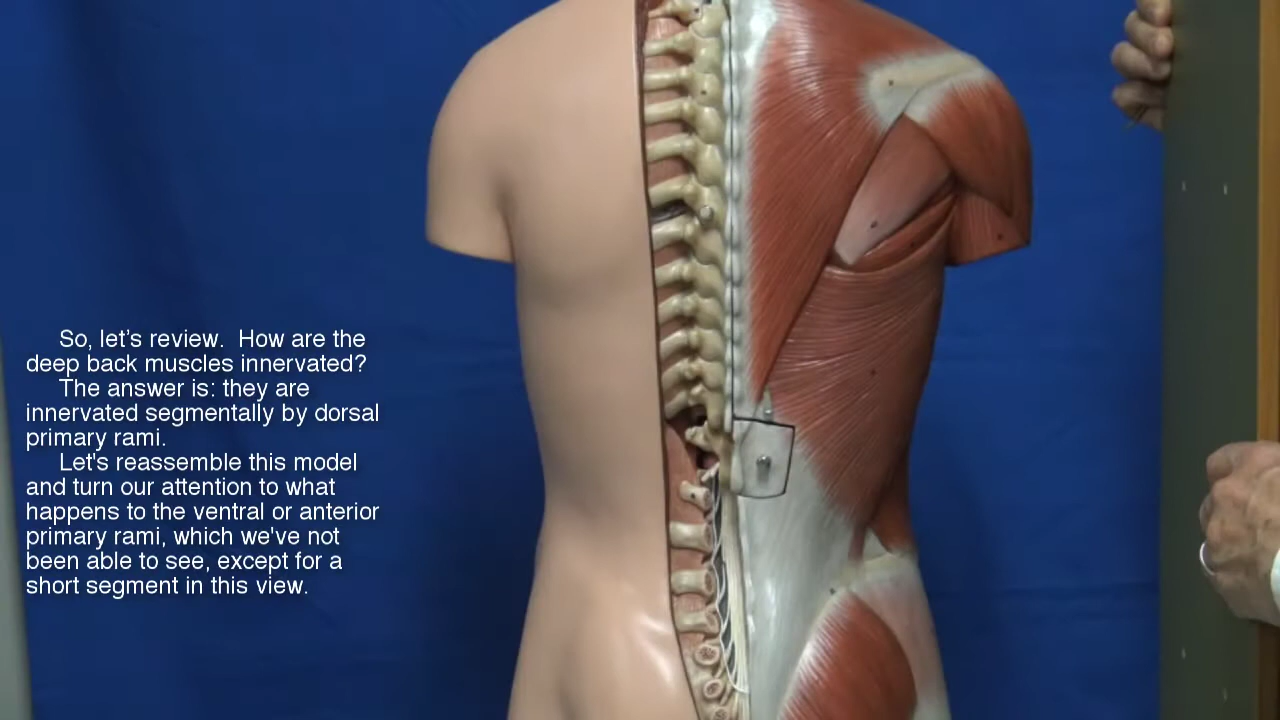 So, let’s review.  How are the
deep back muscles innervated?
The answer is: they are
innervated segmentally by dorsal
primary rami.
Let's reassemble this model
and turn our attention to what
happens to the ventral or anterior
primary rami, which we've not
been able to see, except for a
short segment in this view.